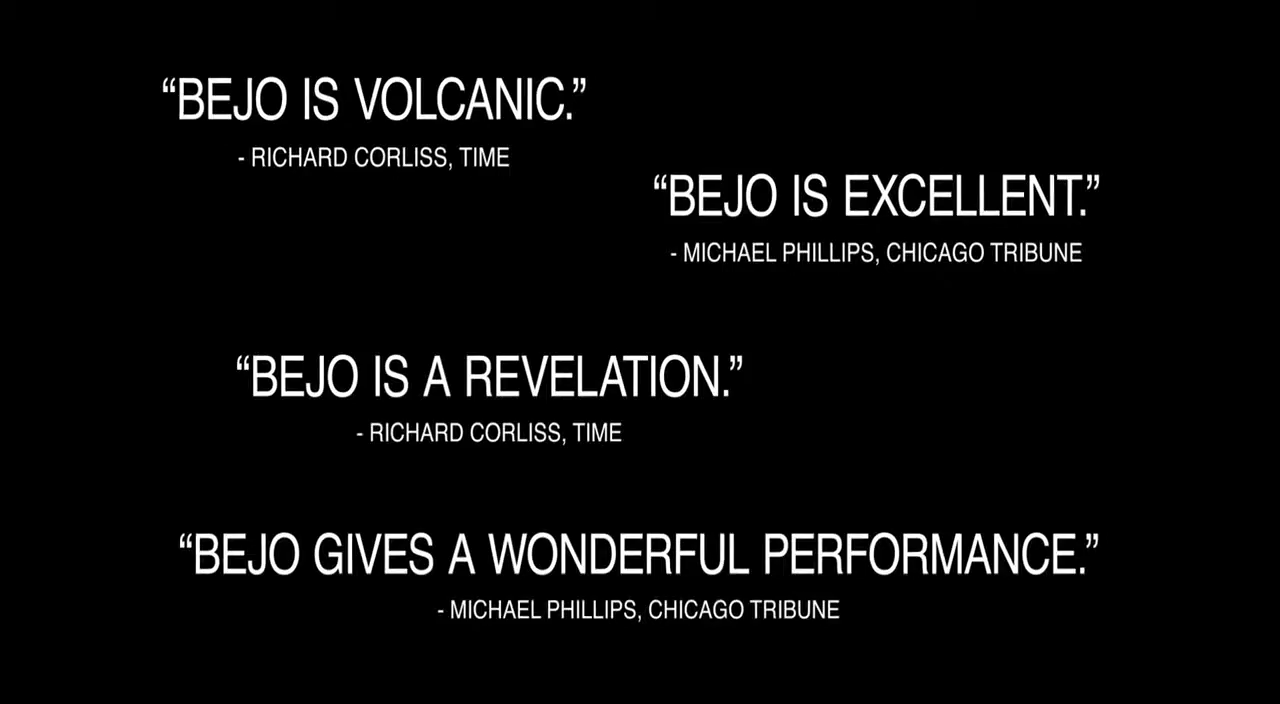 “BEJO IS VOLCANIC.”
- RICHARD CORLISS, TIME
“BEJO IS EXCELLENT.”
- MICHAEL PHILLIPS, CHICAGO TRIBUNE
“BEJO IS A REVELATION.”
- RICHARD CORLISS, TIME
“BEJO GIVES A WONDERFUL PERFORMANCE.”
- MICHAEL PHILLIPS, CHICAGO TRIBUNE